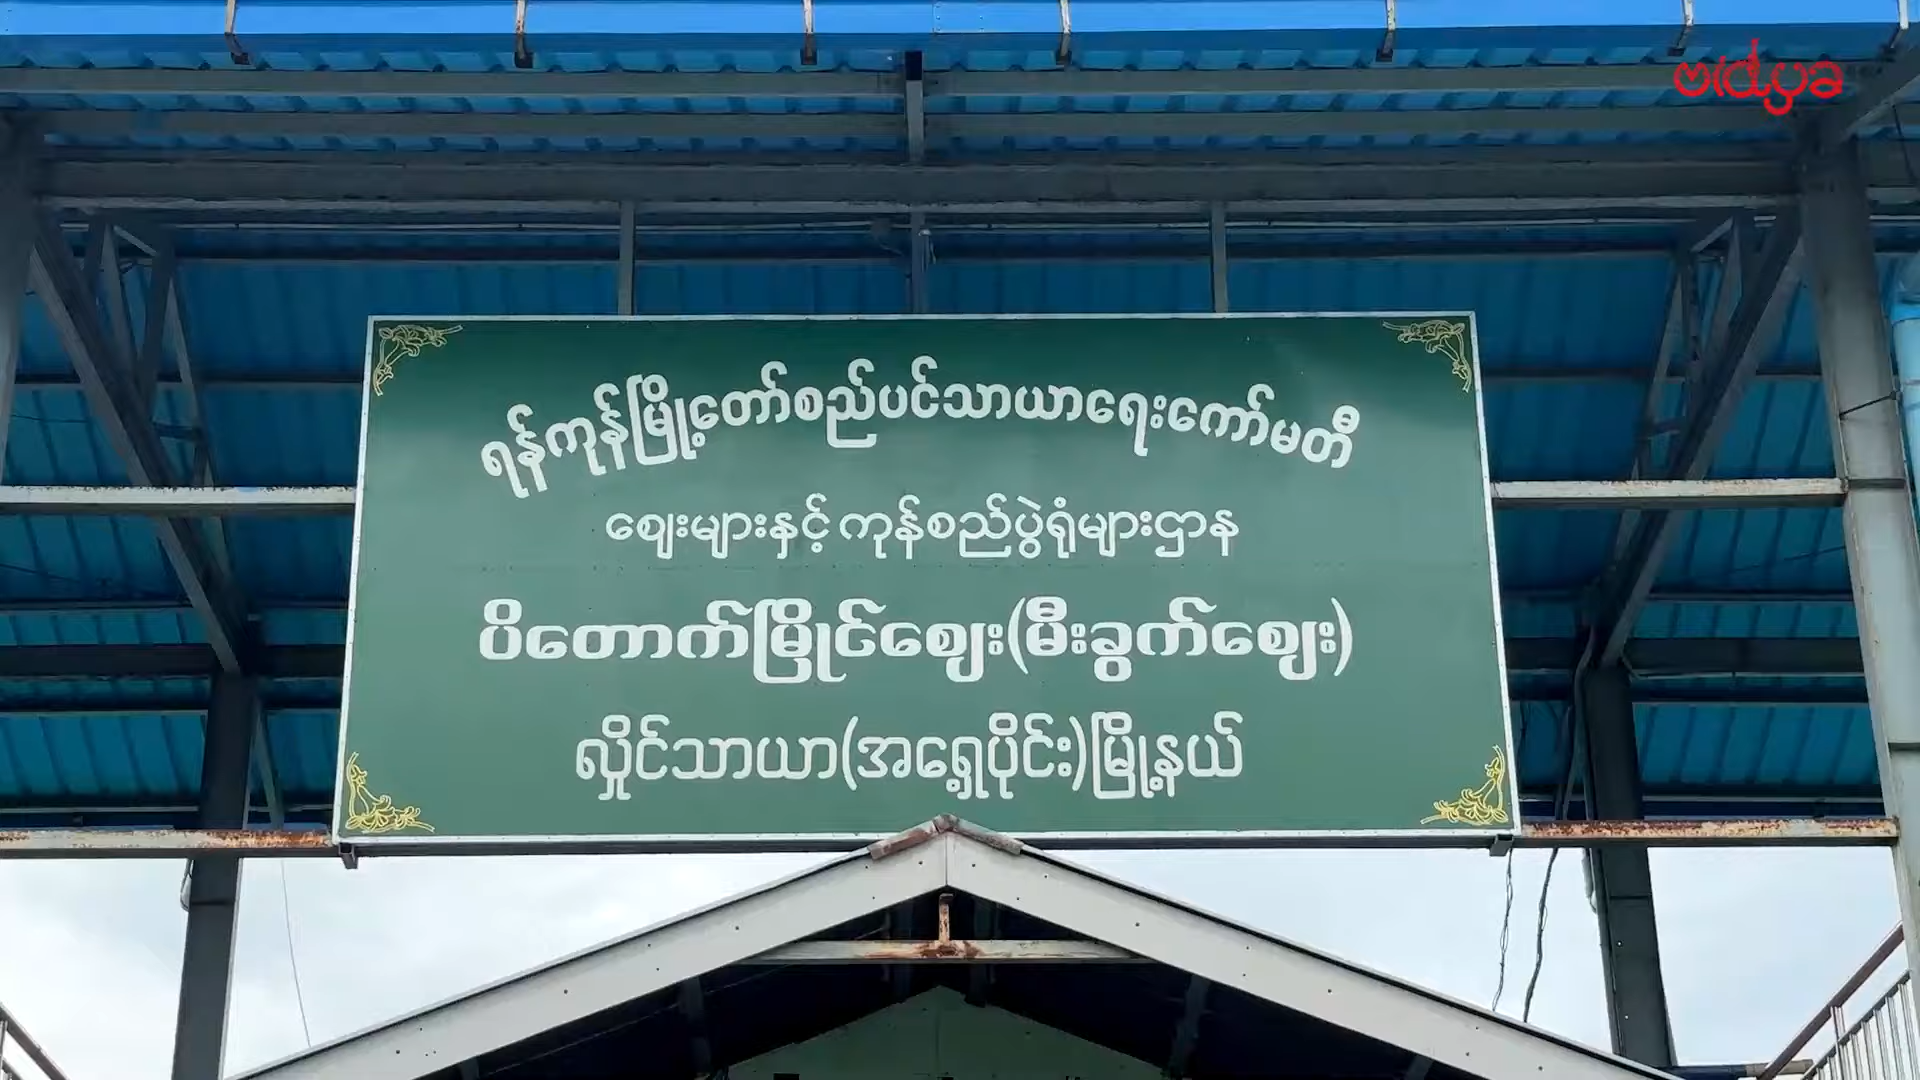 vidya
ရန်ကုန်မြို့တော်စည်ပင်သာယာရေးကော်မတီ
ဈေးများနှင့် ကုန်စည်ပွဲရုံများဌာန
ပိတောက်မြိုင်ဈေး(မီးခွက်ဈေး)
လှိုင်သာယာ(အရှေ့ပိုင်း)မြို့နယ်